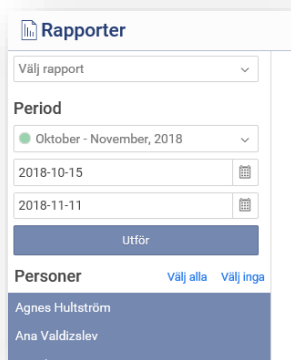 Rapporter
Välj rapport
Period
Oktober - November, 2018
2018-10-15
2018-11-11
Utför
Personer Välj alla Välj inga
Agnes Hultström
Ana Valdizslev